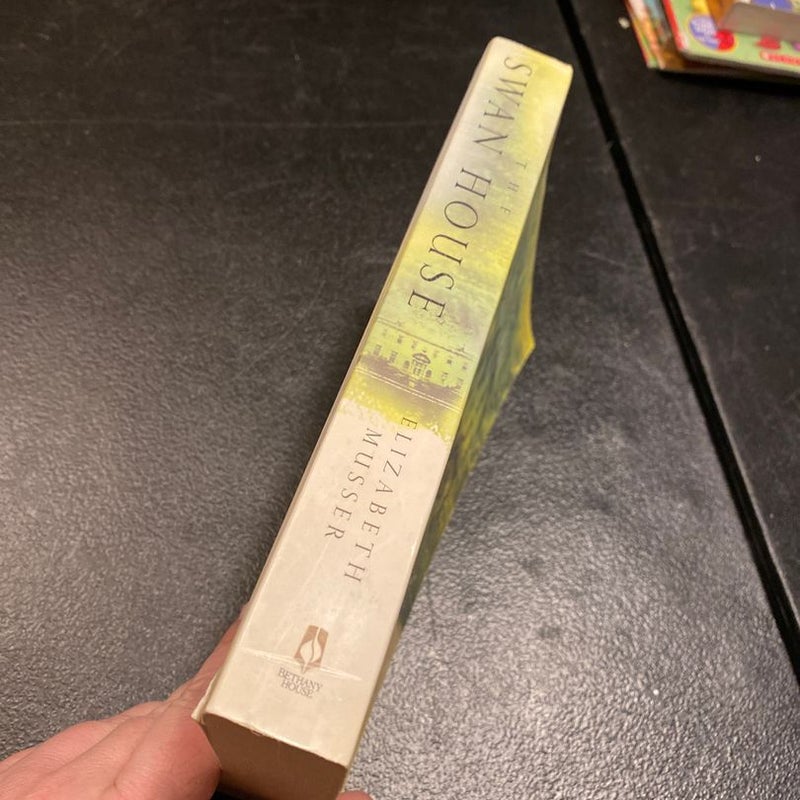 THE
SWAN HOUSE
ELIZABETH
MUSSER
BETHANY
HOUSE